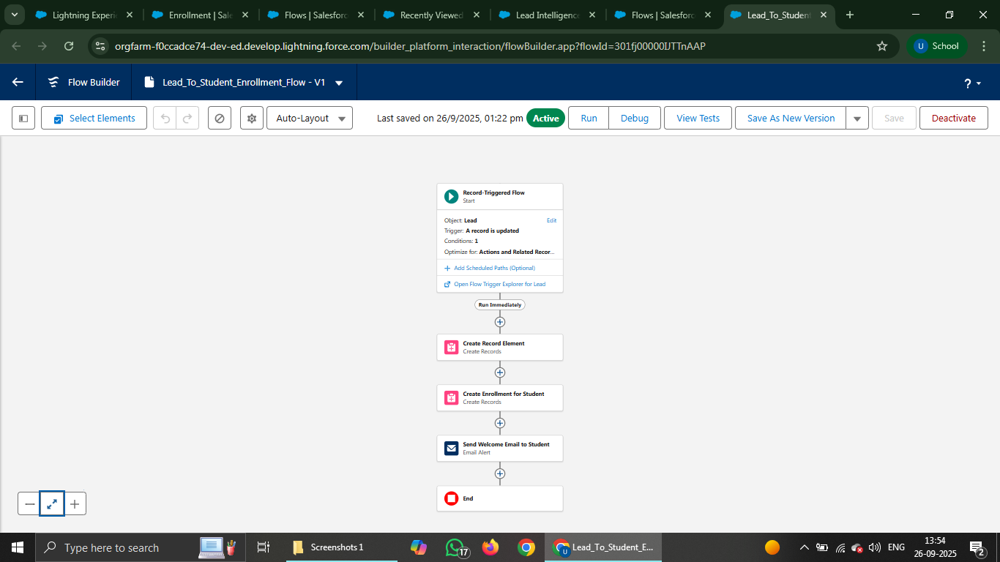 Lightning Experi
Enrollment | Sale
Flows | Salesforc
Recently Viewed
Lead Intelligence
Flows | Salesforc
Lead_To_Student
orgfarm-f0ccadce74-dev-ed.develop.lightning.force.com/builder_platform_interaction/flowBuilder.app?flowId=301fj00000IJTTnAAP
U School
Flow Builder
Lead_To_Student_Enrollment_Flow - V1
?
Select Elements
Auto-Layout
Last saved on 26/9/2025, 01:22 pm
Active
Run
Debug
View Tests
Save As New Version
Save
Deactivate
Record-Triggered Flow
Start
Object: Lead
Edit
Trigger: A record is updated
Conditions: 1
Optimize for: Actions and Related Recor...
Add Scheduled Paths (Optional)
Open Flow Trigger Explorer for Lead
Run Immediately
Create Record Element
Create Records
Create Enrollment for Student
Create Records
Send Welcome Email to Student
Email Alert
End
Type here to search
Screenshots 1
17
U
Lead_To_Student_E...
ENG
13:54
26-09-2025
2